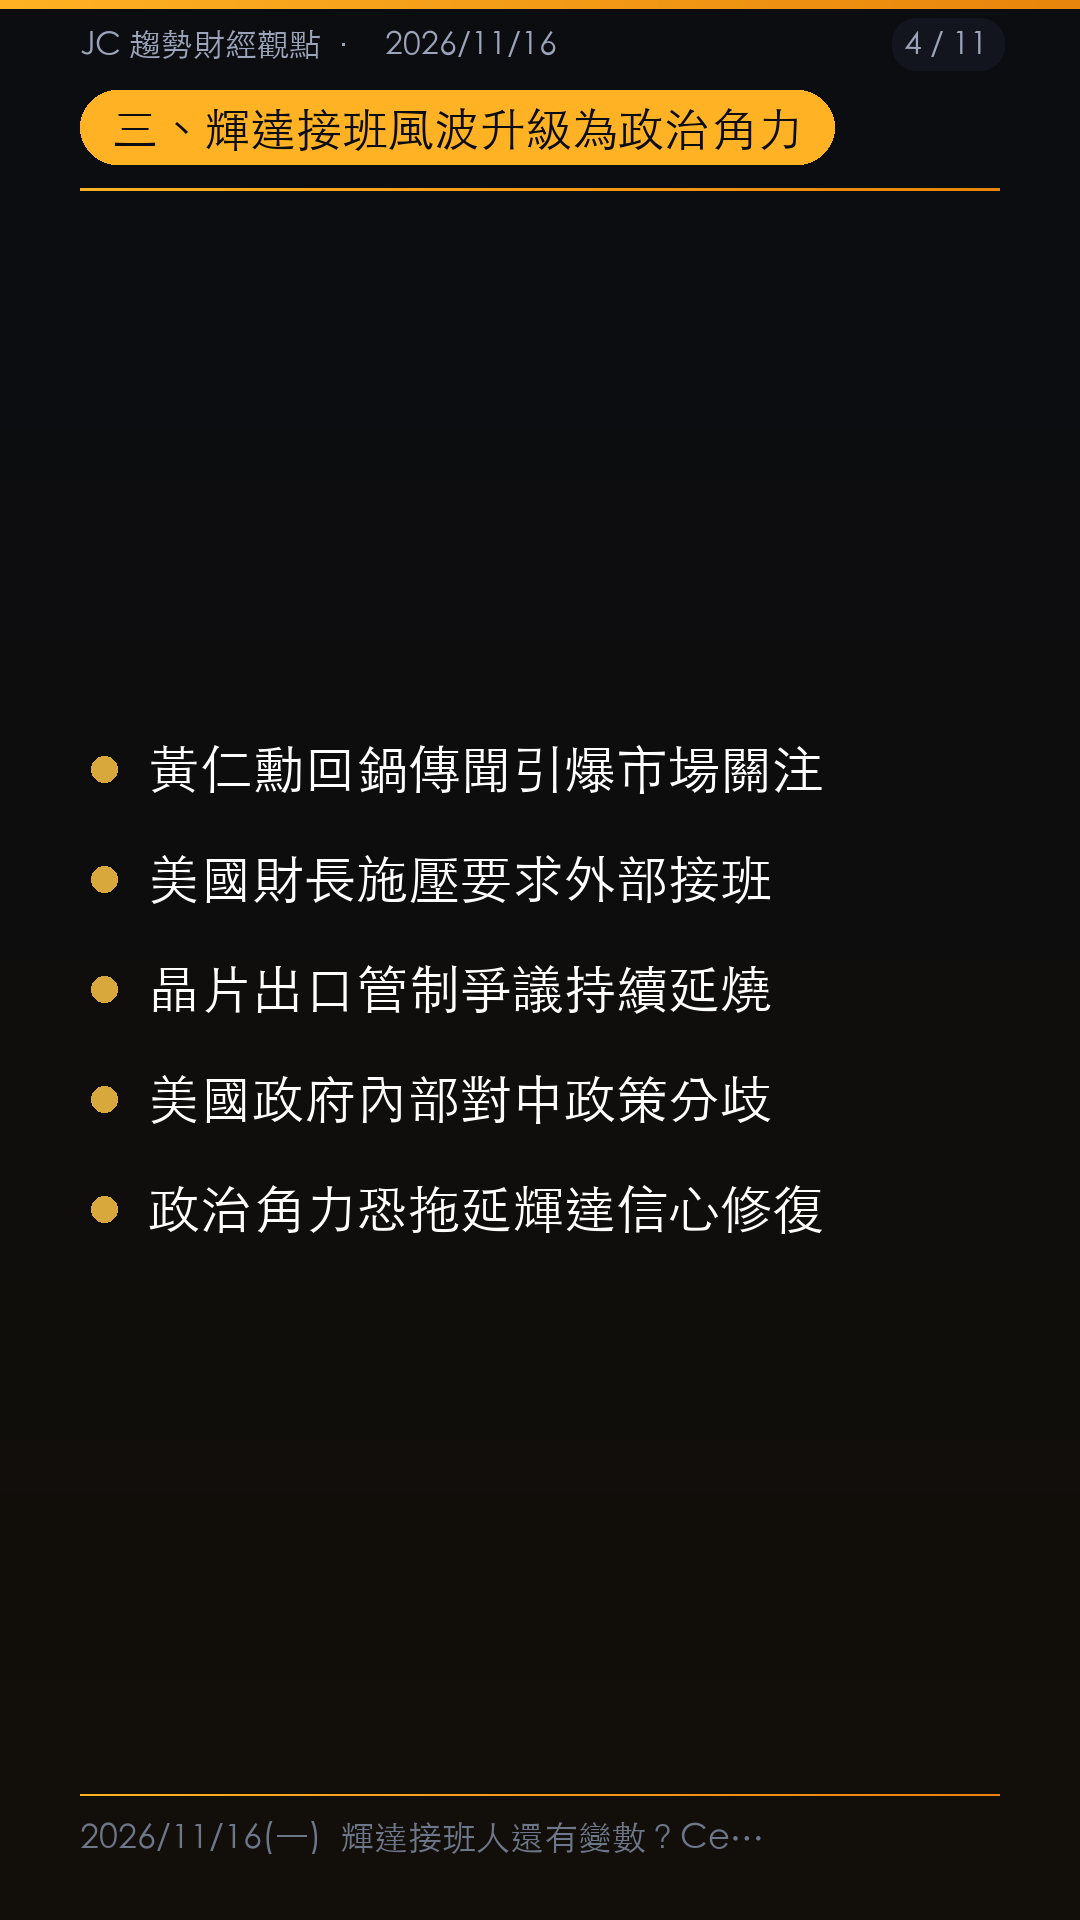 JC 趨勢財經觀點 · 2026/11/16
4 / 11
三、輝達接班風波升級為政治角力
黃仁勳回鍋傳聞引爆市場關注
美國財長施壓要求外部接班
晶片出口管制爭議持續延燒
美國政府內部對中政策分歧
政治角力恐拖延輝達信心修復
2026/11/16(一) 輝達接班人還有變數？Ce⋯